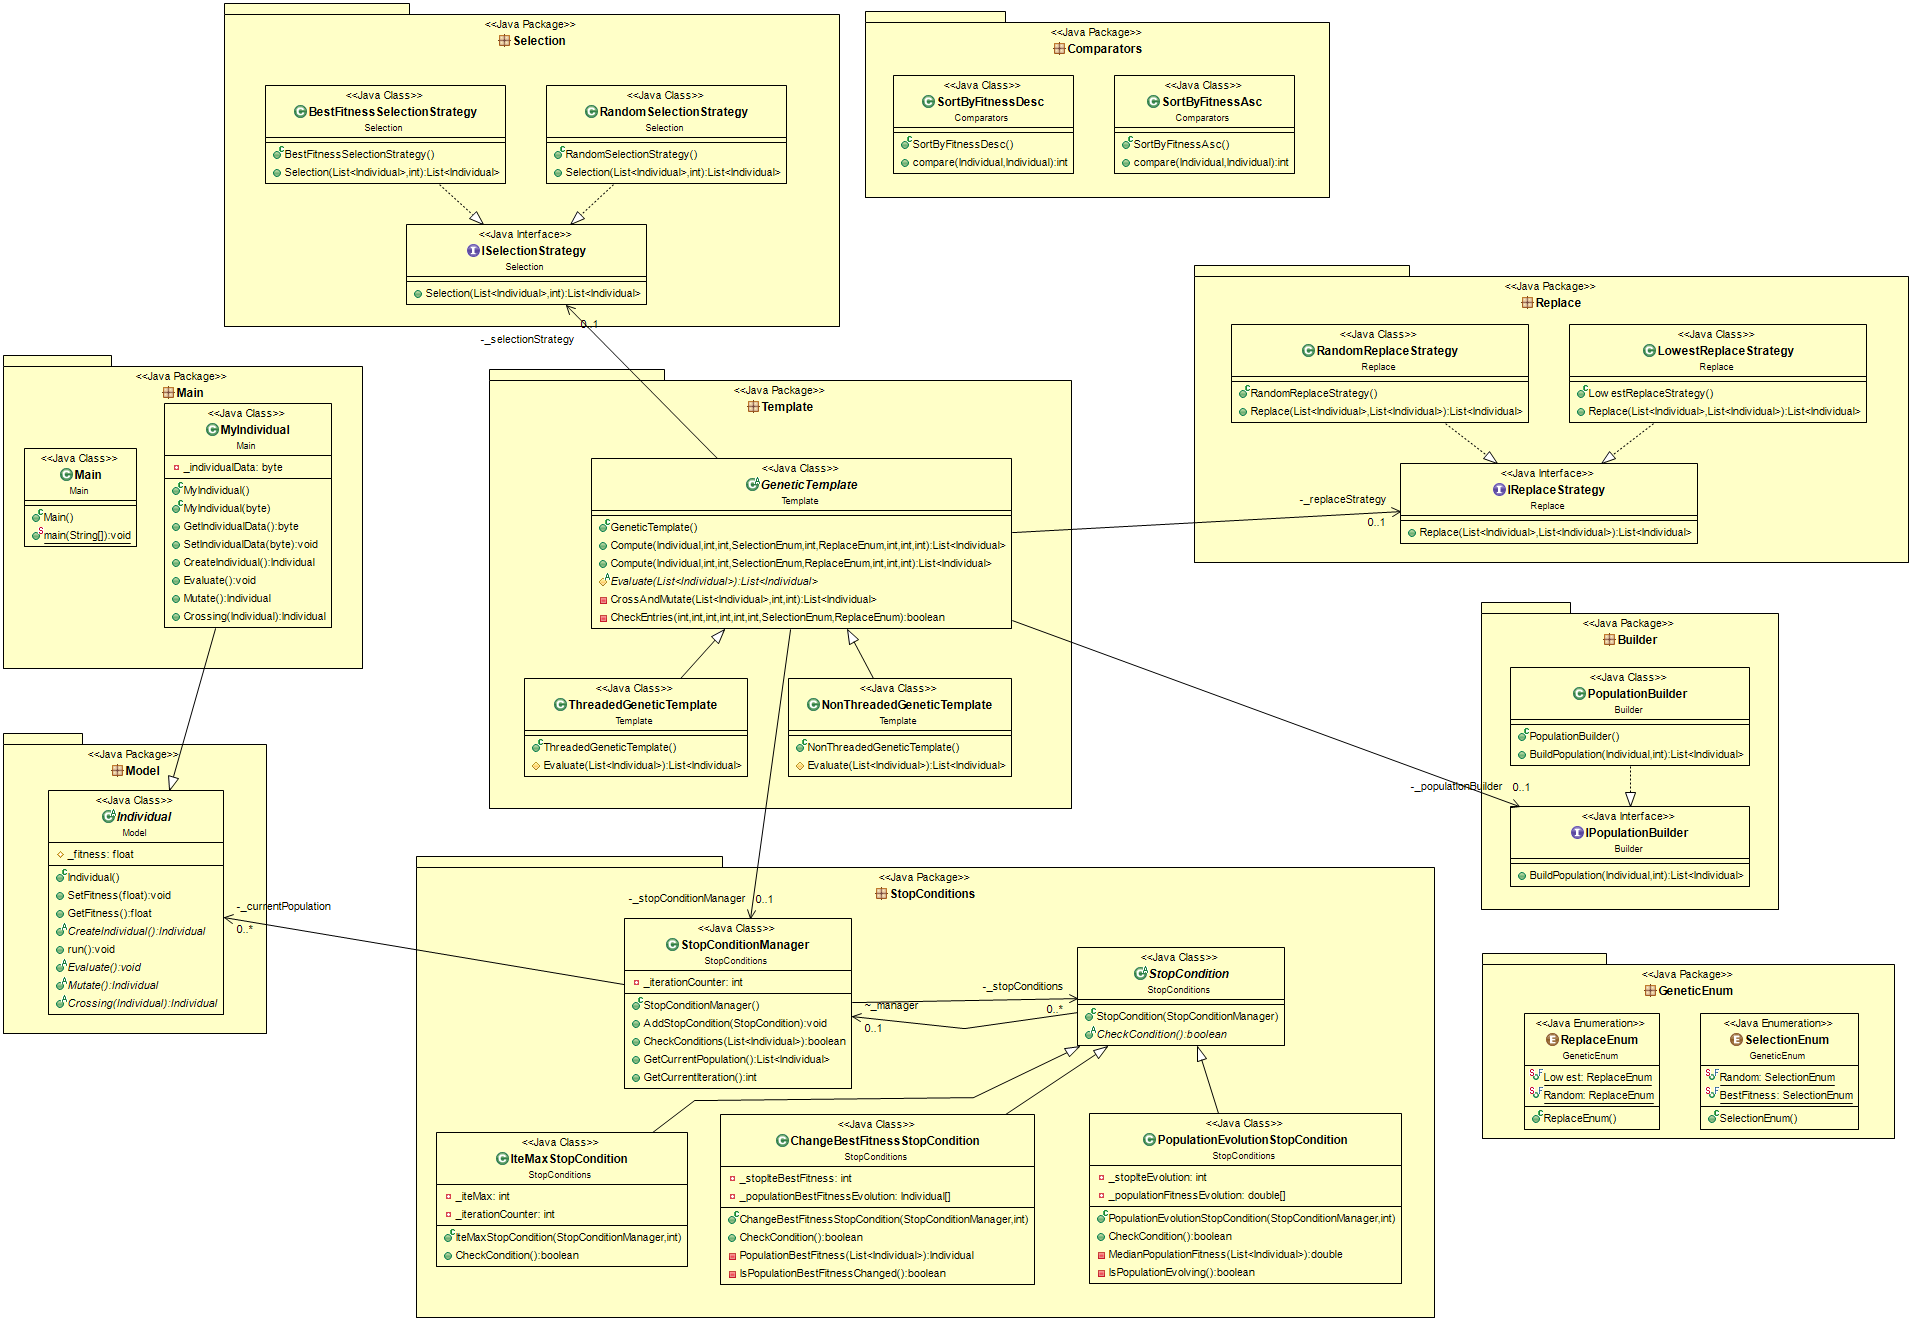 <<Java Package>>
Selection
<<Java Class>>
BestFitnessSelectionStrategy
Selection
BestFitnessSelectionStrategy()
Selection(List<Individual>,int):List<Individual>
<<Java Class>>
RandomSelectionStrategy
Selection
RandomSelectionStrategy()
Selection(List<Individual>,int):List<Individual>
<<Java Interface>>
ISelectionStrategy
Selection
Selection(List<Individual>,int):List<Individual>
0..1
-_selectionStrategy
<<Java Package>>
Comparators
<<Java Class>>
SortByFitnessDesc
Comparators
SortByFitnessDesc()
compare(Individual,Individual):int
<<Java Class>>
SortByFitnessAsc
Comparators
SortByFitnessAsc()
compare(Individual,Individual):int
<<Java Package>>
Replace
<<Java Class>>
RandomReplaceStrategy
Replace
RandomReplaceStrategy()
Replace(List<Individual>,List<Individual>):List<Individual>
<<Java Class>>
LowestReplaceStrategy
Replace
LowestReplaceStrategy()
Replace(List<Individual>,List<Individual>):List<Individual>
<<Java Interface>>
IReplaceStrategy
Replace
Replace(List<Individual>,List<Individual>):List<Individual>
-_replaceStrategy
0..1
<<Java Package>>
Main
<<Java Class>>
Main
Main
Main()
main(String[]):void
<<Java Class>>
MyIndividual
Main
_individualData: byte
MyIndividual()
MyIndividual(byte)
GetIndividualData():byte
SetIndividualData(byte):void
CreateIndividual():Individual
Evaluate():void
Mutate():Individual
Crossing(Individual):Individual
<<Java Package>>
Template
<<Java Class>>
GeneticTemplate
Template
GeneticTemplate()
Compute(Individual,int,int,SelectionEnum,int,ReplaceEnum,int,int,int):List<Individual>
Compute(Individual,int,int,SelectionEnum,ReplaceEnum,int,int,int):List<Individual>
Evaluate(List<Individual>):List<Individual>
CrossAndMutate(List<Individual>,int,int):List<Individual>
CheckEntries(int,int,int,int,int,int,SelectionEnum,ReplaceEnum):boolean
<<Java Class>>
ThreadedGeneticTemplate
Template
ThreadedGeneticTemplate()
Evaluate(List<Individual>):List<Individual>
<<Java Class>>
NonThreadedGeneticTemplate
Template
NonThreadedGeneticTemplate()
Evaluate(List<Individual>):List<Individual>
<<Java Package>>
Builder
<<Java Class>>
PopulationBuilder
Builder
PopulationBuilder()
BuildPopulation(Individual,int):List<Individual>
-_populationBuilder
0..1
<<Java Interface>>
IPopulationBuilder
Builder
BuildPopulation(Individual,int):List<Individual>
<<Java Package>>
Model
<<Java Class>>
Individual
Model
_fitness: float
Individual()
SetFitness(float):void
GetFitness():float
CreateIndividual():Individual
run():void
Evaluate():void
Mutate():Individual
Crossing(Individual):Individual
-_currentPopulation
0..*
<<Java Package>>
StopConditions
-_stopConditionManager
0..1
<<Java Class>>
StopConditionManager
StopConditions
_iterationCounter: int
StopConditionManager()
AddStopCondition(StopCondition):void
CheckConditions(List<Individual>):boolean
GetCurrentPopulation():List<Individual>
GetCurrentIteration():int
-_stopConditions
0..*
~_manager
0..1
<<Java Class>>
StopCondition
StopConditions
StopCondition(StopConditionManager)
CheckCondition():boolean
<<Java Class>>
IteMaxStopCondition
StopConditions
_iteMax: int
_iterationCounter: int
IteMaxStopCondition(StopConditionManager,int)
CheckCondition():boolean
<<Java Class>>
ChangeBestFitnessStopCondition
StopConditions
_stopIteBestFitness: int
_populationBestFitnessEvolution: Individual[]
ChangeBestFitnessStopCondition(StopConditionManager,int)
CheckCondition():boolean
PopulationBestFitness(List<Individual>):Individual
IsPopulationBestFitnessChanged():boolean
<<Java Class>>
PopulationEvolutionStopCondition
StopConditions
_stopIteEvolution: int
_populationFitnessEvolution: double[]
PopulationEvolutionStopCondition(StopConditionManager,int)
CheckCondition():boolean
MedianPopulationFitness(List<Individual>):double
IsPopulationEvolving():boolean
<<Java Package>>
GeneticEnum
<<Java Enumeration>>
ReplaceEnum
GeneticEnum
Lowest: ReplaceEnum
Random: ReplaceEnum
ReplaceEnum()
<<Java Enumeration>>
SelectionEnum
GeneticEnum
Random: SelectionEnum
BestFitness: SelectionEnum
SelectionEnum()